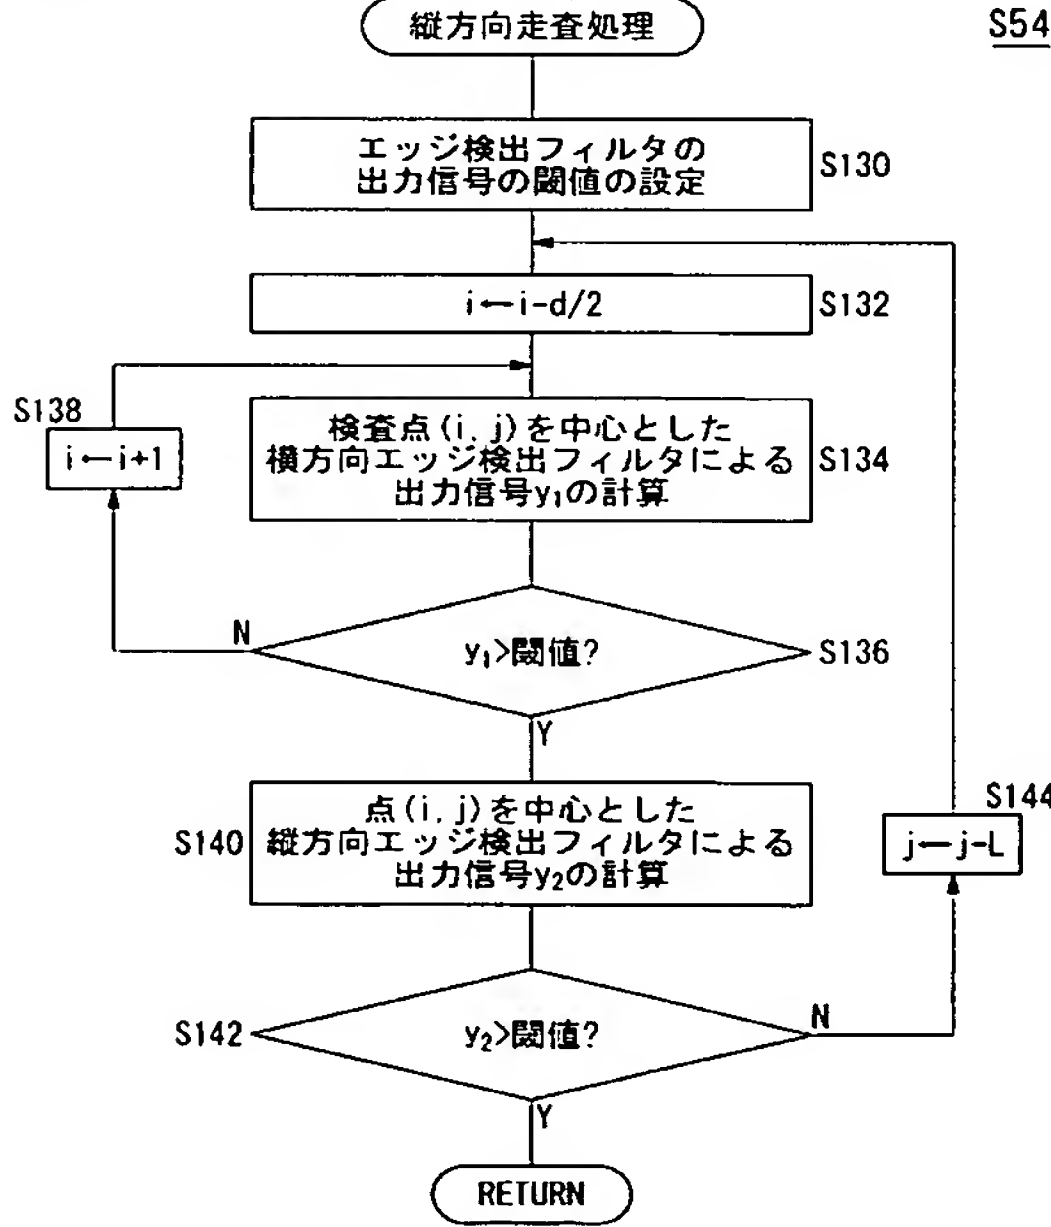 縦方向走査処理
S54
エッジ検出フィルタの
出力信号の閾値の設定
S130
i←i-d/2
S132
S138
i←i+1
検査点(i, j)を中心とした
横方向エッジ検出フィルタによる
出力信号y₁の計算
S134
N
y₁>閾値?
S136
Y
点(i, j)を中心とした
縦方向エッジ検出フィルタによる
出力信号y₂の計算
S140
S144
j←j-L
S142
y₂>閾値?
N
Y
RETURN